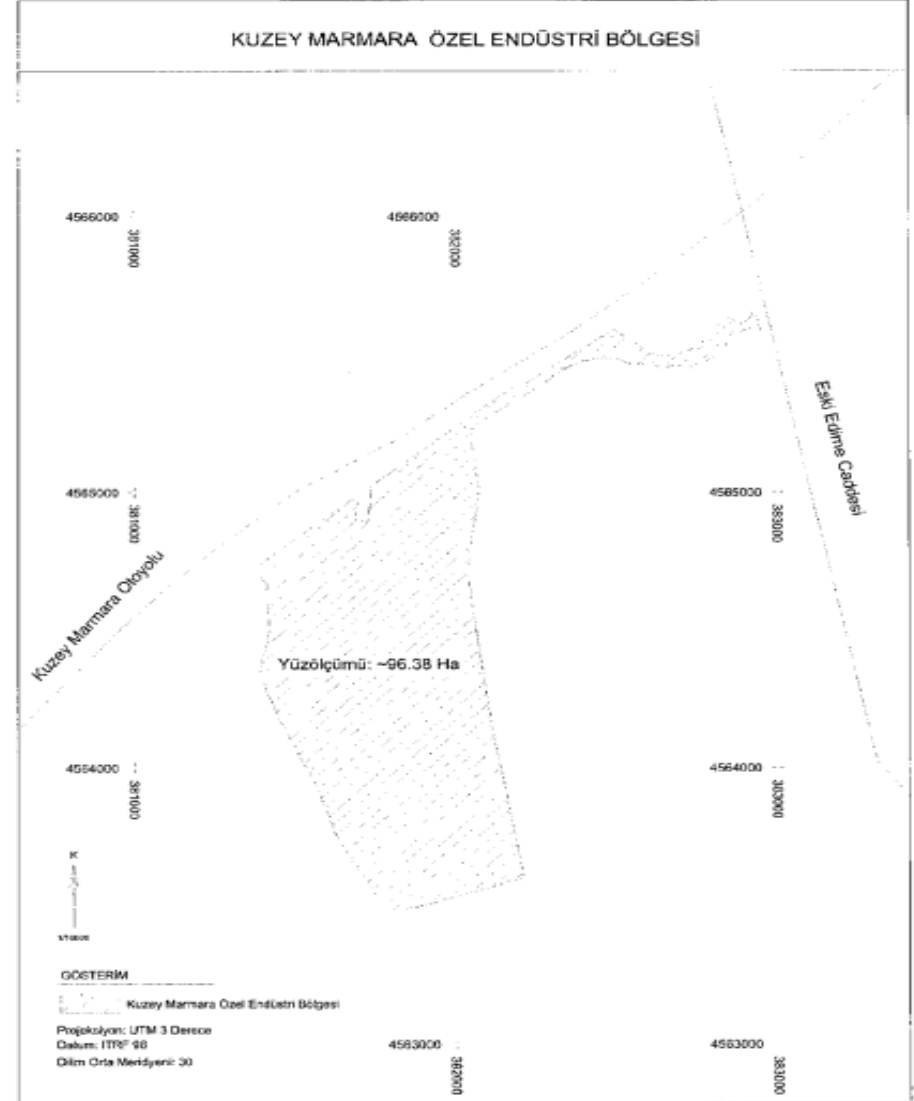 KUZEY MARMARA ÖZEL ENDÜSTRİ BÖLGESİ
4566000
381000
4566000
382000
Eski Edirne Caddesi
4565000
381000
4565000
383000
Kuzey Marmara Otoyolu
Yüzölçümü: ~96.38 Ha
4564000
381000
4564000
383000
K
GÖSTERİM
Kuzey Marmara Özel Endüstri Bölgesi
Projeksiyon: UTM 3 Derece
Datum: ITRF 96
Dilim Orta Meridyeni: 30
4563000
382000
4563000
383000